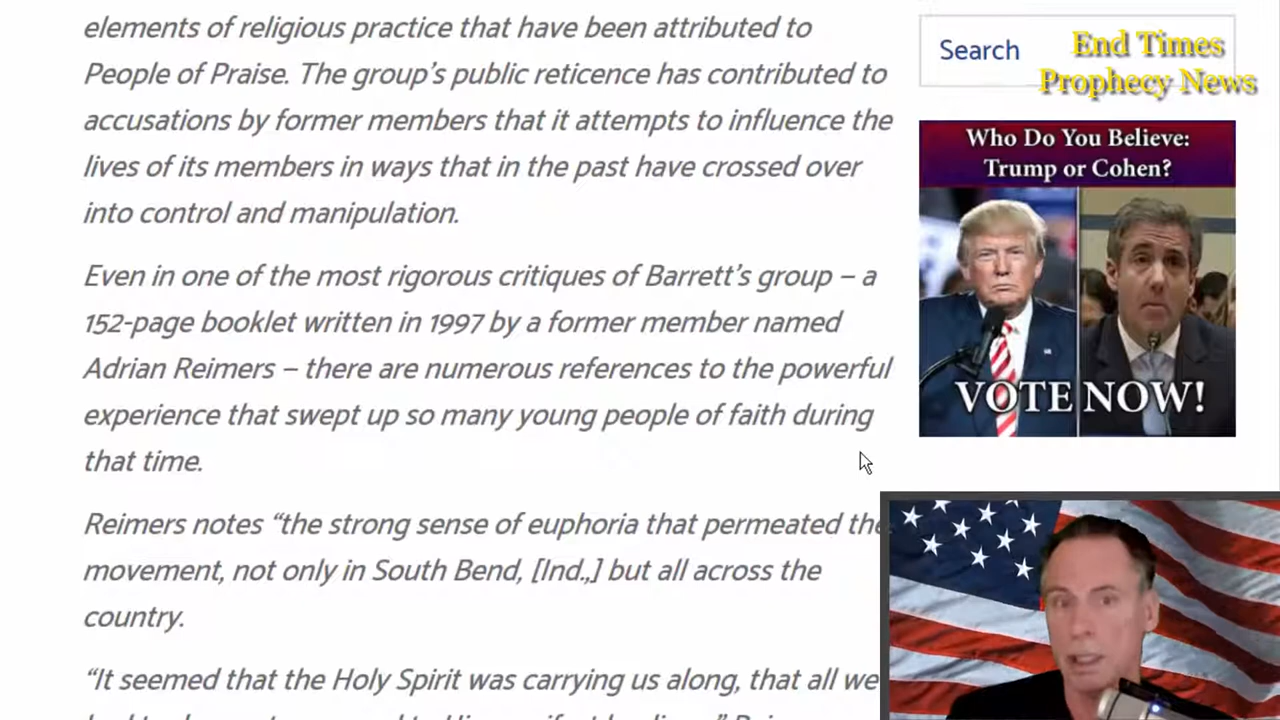 elements of religious practice that have been attributed to
People of Praise. The group's public reticence has contributed to
accusations by former members that it attempts to influence the
lives of its members in ways that in the past have crossed over
into control and manipulation.
Even in one of the most rigorous critiques of Barrett's group – a
152-page booklet written in 1997 by a former member named
Adrian Reimers – there are numerous references to the powerful
experience that swept up so many young people of faith during
that time.
Reimers notes “the strong sense of euphoria that permeated the
movement, not only in South Bend, [Ind.,] but all across the
country.
“It seemed that the Holy Spirit was carrying us along, that all we
Search
End Times
Prophecy News
Who Do You Believe:
Trump or Cohen?
VOTE NOW!